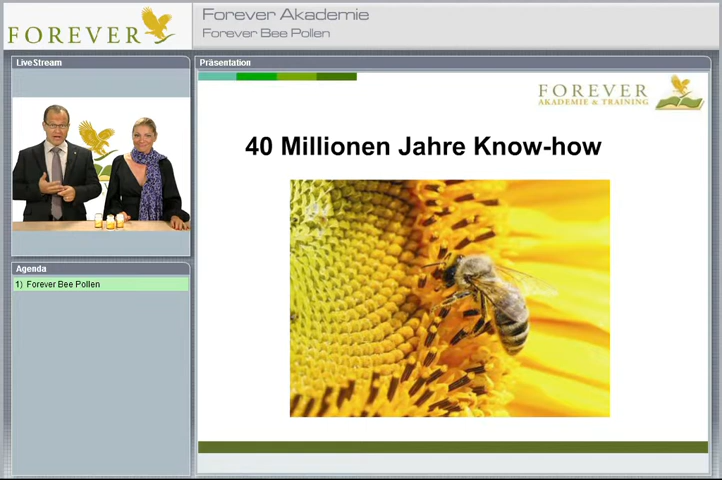 FOREVER
Forever Akademie
Forever Bee Pollen
LiveStream
Präsentation
FOREVER
AKADEMIE & TRAINING
40 Millionen Jahre Know-how
Agenda
1) Forever Bee Pollen